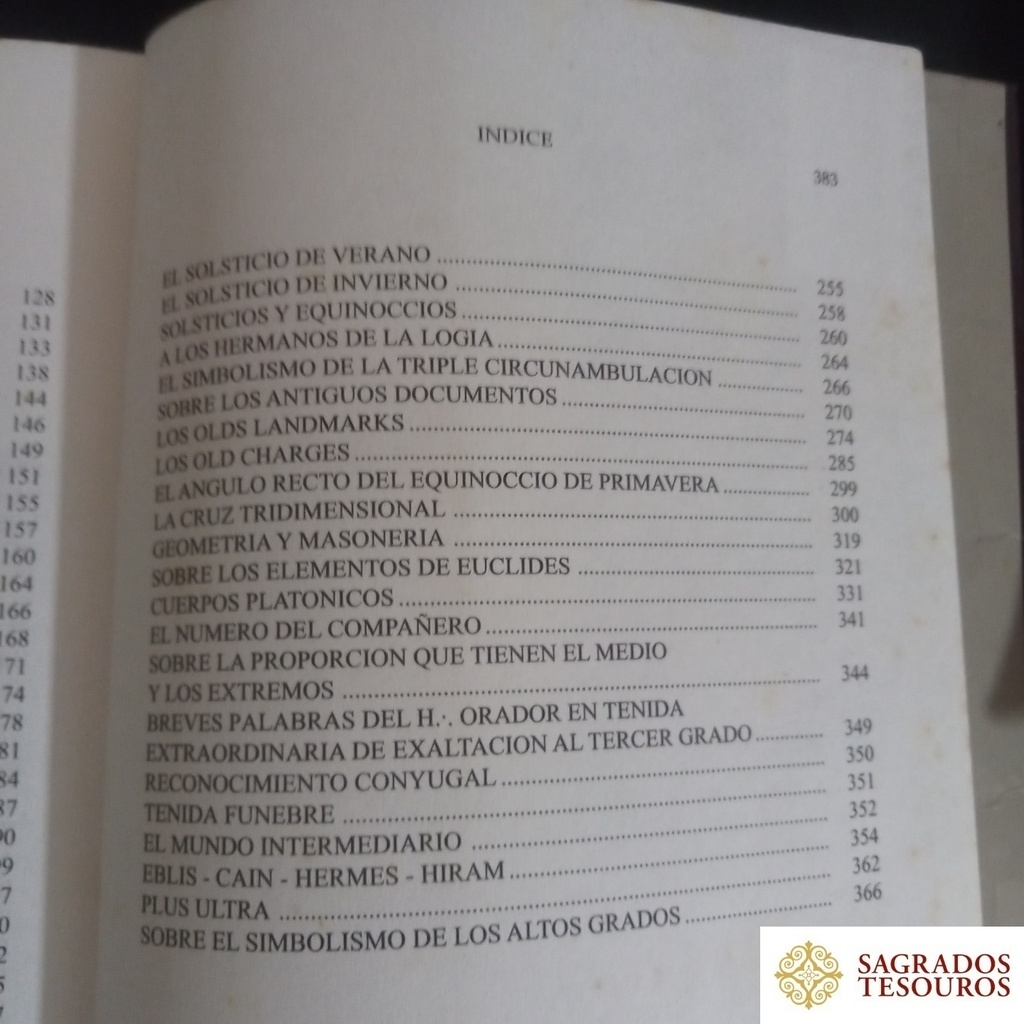 128
131
133
138
144
146
149
151
155
157
160
164
166
168
INDICE
383
EL SOLSTICIO DE VERANO ........ 255
EL SOLSTICIO DE INVIERNO ........ 258
SOLSTICIOS Y EQUINOCCIOS ........ 260
A LOS HERMANOS DE LA LOGIA ........ 264
EL SIMBOLISMO DE LA TRIPLE CIRCUNAMBULACION ........ 266
SOBRE LOS ANTIGUOS DOCUMENTOS ........ 270
LOS OLDS LANDMARKS ........ 274
LOS OLD CHARGES ........ 285
EL ANGULO RECTO DEL EQUINOCCIO DE PRIMAVERA ........ 299
LA CRUZ TRIDIMENSIONAL ........ 300
GEOMETRIA Y MASONERIA ........ 319
SOBRE LOS ELEMENTOS DE EUCLIDES ........ 321
CUERPOS PLATONICOS ........ 331
EL NUMERO DEL COMPAÑERO ........ 341
SOBRE LA PROPORCION QUE TIENEN EL MEDIO
Y LOS EXTREMOS ........ 344
BREVES PALABRAS DEL H.·. ORADOR EN TENIDA
EXTRAORDINARIA DE EXALTACION AL TERCER GRADO ........ 349
RECONOCIMIENTO CONYUGAL ........ 350
TENIDA FUNEBRE ........ 351
EL MUNDO INTERMEDIARIO ........ 352
EBLIS - CAIN - HERMES - HIRAM ........ 354
PLUS ULTRA ........ 362
SOBRE EL SIMBOLISMO DE LOS ALTOS GRADOS ........ 366
SAGRADOS
TESOUROS